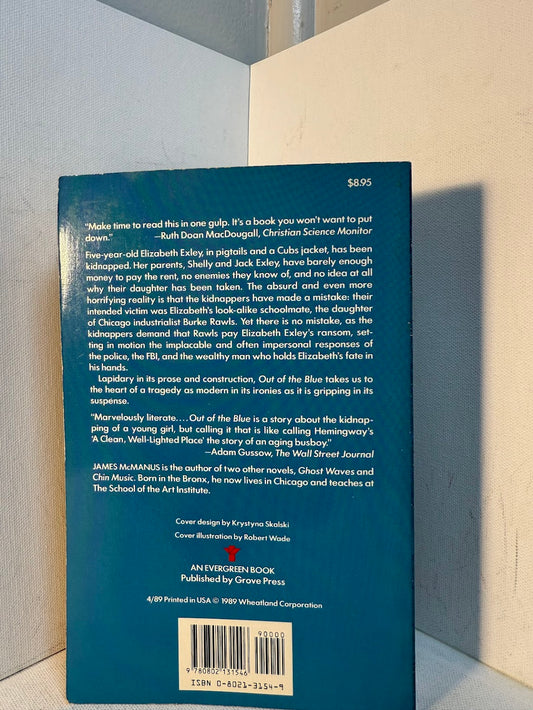 $8.95
"Make time to read this in one gulp. It's a book you won't want to put
down." —Ruth Doan MacDougall, Christian Science Monitor
Five-year-old Elizabeth Exley, in pigtails and a Cubs jacket, has been
kidnapped. Her parents, Shelly and Jack Exley, have barely enough
money to pay the rent, no enemies they know of, and no idea at all
why their daughter has been taken. The absurd and even more
horrifying reality is that the kidnappers have made a mistake: their
intended victim was Elizabeth's look-alike schoolmate, the daughter
of Chicago industrialist Burke Rawls. Yet there is no mistake, as the
kidnappers demand that Rawls pay Elizabeth Exley's ransom, set-
ting in motion the implacable and often impersonal responses of
the police, the FBI, and the wealthy man who holds Elizabeth's fate in
his hands.
Lapidary in its prose and construction, Out of the Blue takes us to
the heart of a tragedy as modern in its ironies as it is gripping in its
suspense.
"Marvelously literate....Out of the Blue is a story about the kidnap-
ping of a young girl, but calling it that is like calling Hemingway's
'A Clean, Well-Lighted Place' the story of an aging busboy."
—Adam Gussow, The Wall Street Journal
JAMES McMANUS is the author of two other novels, Ghost Waves and
Chin Music. Born in the Bronx, he now lives in Chicago and teaches at
The School of the Art Institute.
Cover design by Krystyna Skalski
Cover illustration by Robert Wade
AN EVERGREEN BOOK
Published by Grove Press
4/89 Printed in USA © 1989 Wheatland Corporation
90000
9 780802 131546
ISBN 0-8021-3154-9